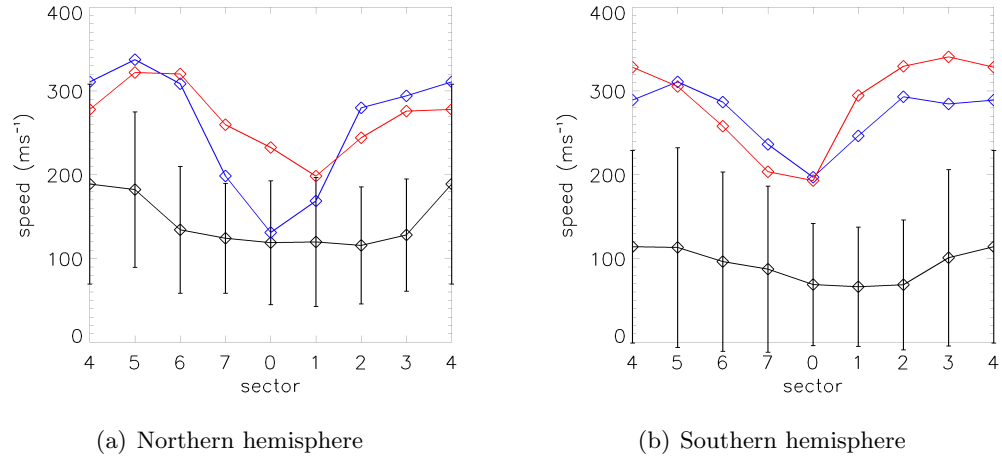 400
300
200
100
0
speed (ms⁻¹)
4 5 6 7 0 1 2 3 4
sector
(a) Northern hemisphere
400
300
200
100
0
speed (ms⁻¹)
4 5 6 7 0 1 2 3 4
sector
(b) Southern hemisphere